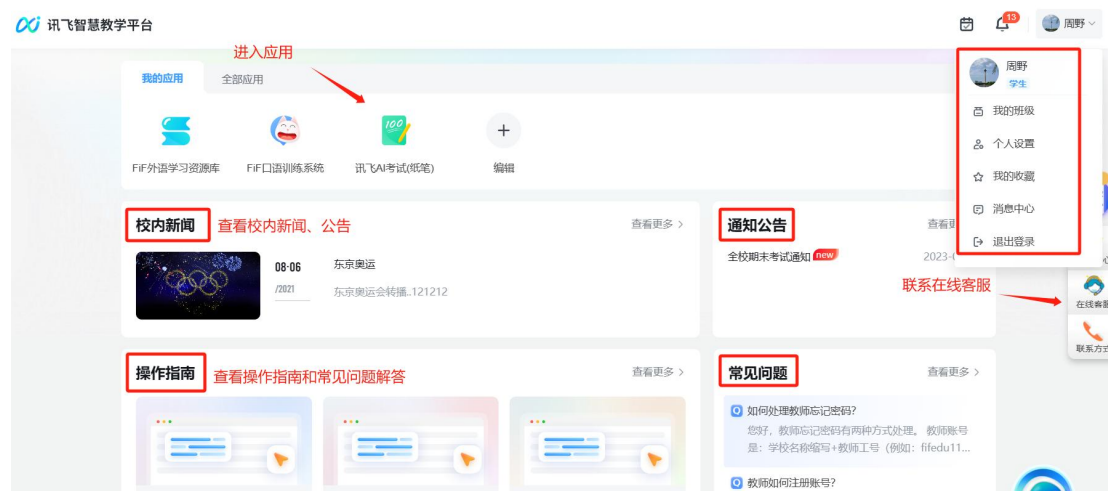 讯飞智慧教学平台
13
周野
进入应用
我的应用 全部应用
周野
学生
100
我的班级
个人设置
我的收藏
消息中心
退出登录
FiF外语学习资源库 FiF口语训练系统 讯飞AI考试(纸笔) 编辑
校内新闻 查看校内新闻、公告 查看更多 >
08-06
/2021
东京奥运
东京奥运会转播..121212
通知公告
全校期末考试通知 new
联系在线客服
在线客服
联系方式
操作指南 查看操作指南和常见问题解答 查看更多 >
常见问题 查看更多 >
Q 如何处理教师忘记密码?
您好，教师忘记密码有两种方式处理。 教师账号
是：学校名称缩写+教师工号（例如：fifedu11...
Q 教师如何注册账号?